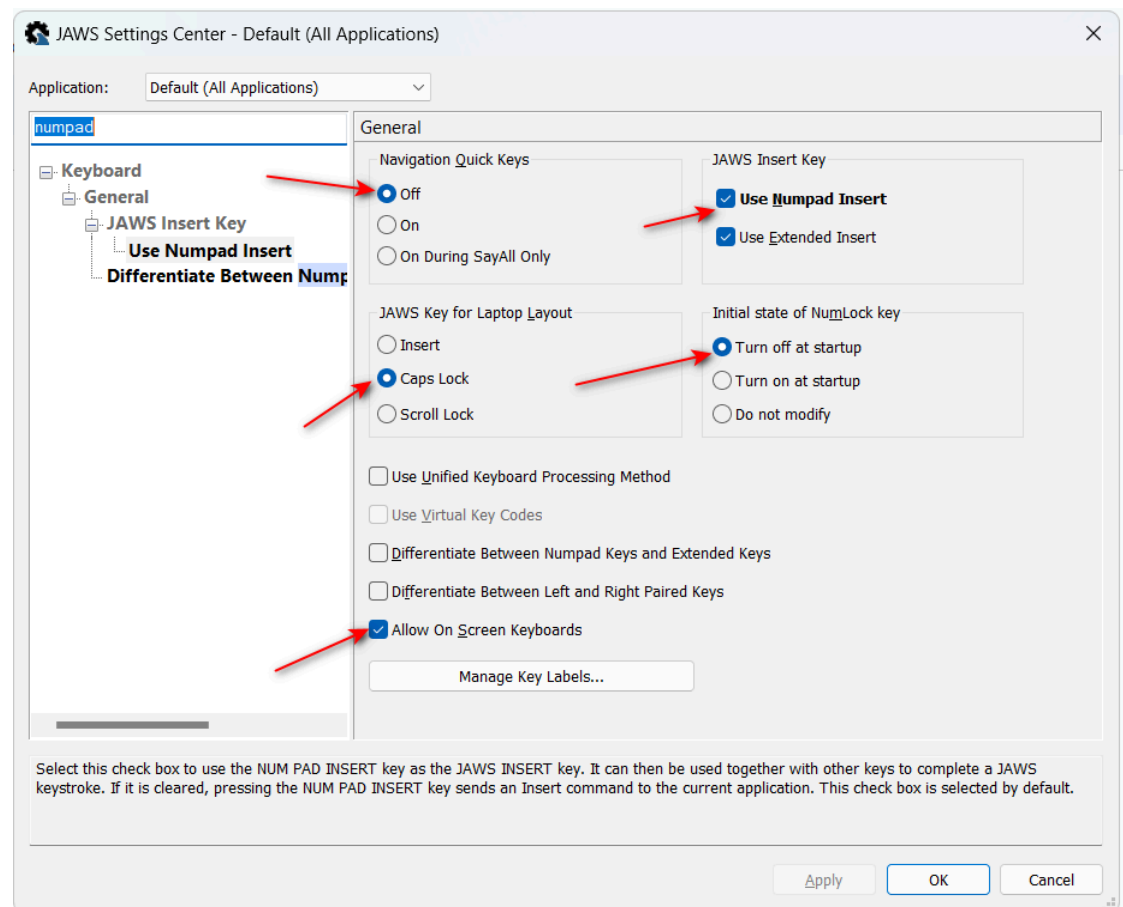 JAWS Settings Center - Default (All Applications)
Application:
Default (All Applications)
numpad
Keyboard
General
JAWS Insert Key
Use Numpad Insert
Differentiate Between Nump
General
Navigation Quick Keys
Off
On
On During SayAll Only
JAWS Insert Key
Use Numpad Insert
Use Extended Insert
JAWS Key for Laptop Layout
Insert
Caps Lock
Scroll Lock
Initial state of NumLock key
Turn off at startup
Turn on at startup
Do not modify
Use Unified Keyboard Processing Method
Use Virtual Key Codes
Differentiate Between Numpad Keys and Extended Keys
Differentiate Between Left and Right Paired Keys
Allow On Screen Keyboards
Manage Key Labels...
Select this check box to use the NUM PAD INSERT key as the JAWS INSERT key. It can then be used together with other keys to complete a JAWS
keystroke. If it is cleared, pressing the NUM PAD INSERT key sends an Insert command to the current application. This check box is selected by default.
Apply
OK
Cancel